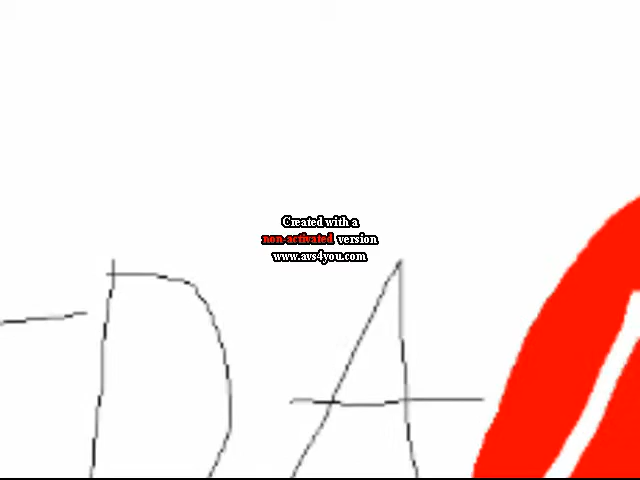 Created with a
non-activated version
www.avs4you.com
DA